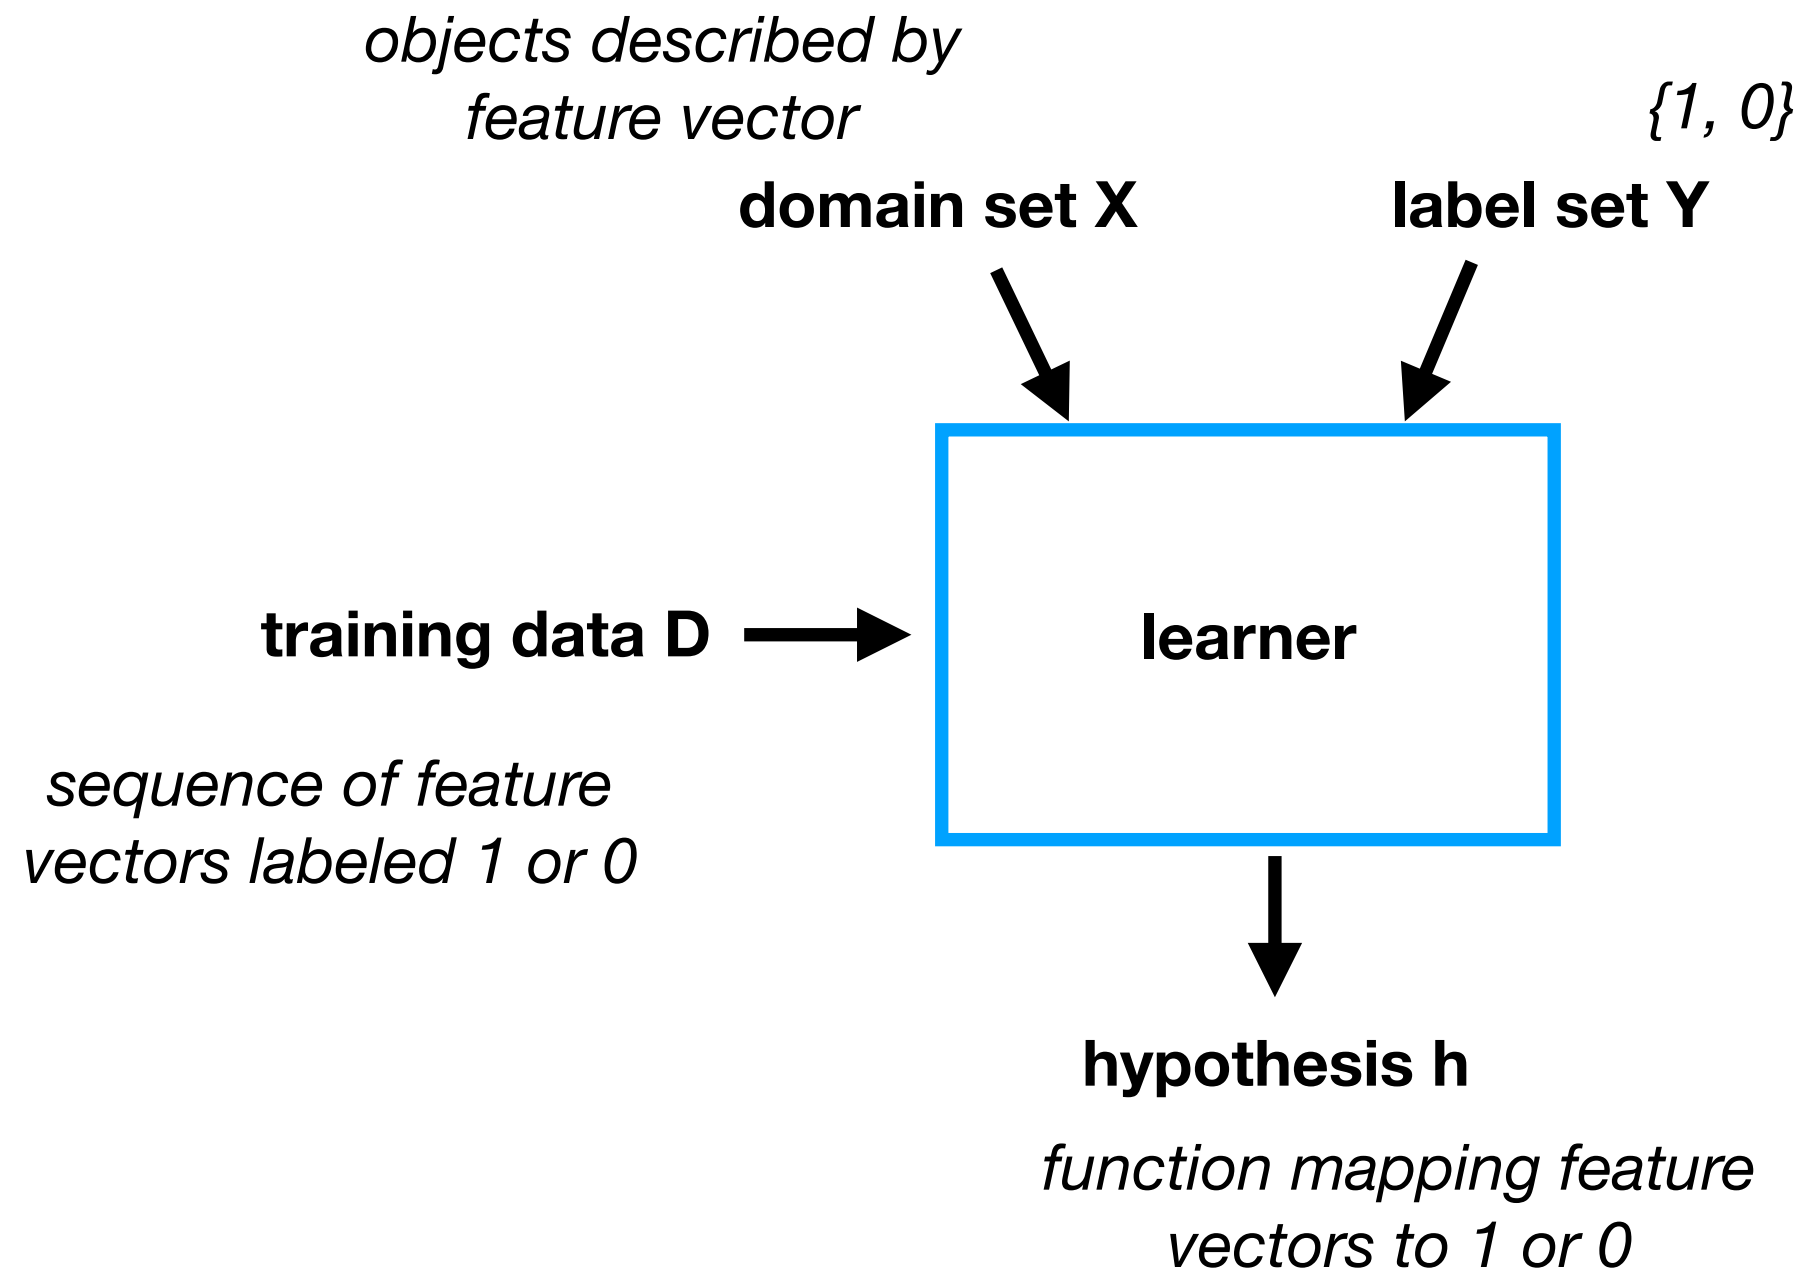 objects described by
feature vector
{1, 0}
domain set X
label set Y
training data D
learner
sequence of feature
vectors labeled 1 or 0
hypothesis h
function mapping feature
vectors to 1 or 0